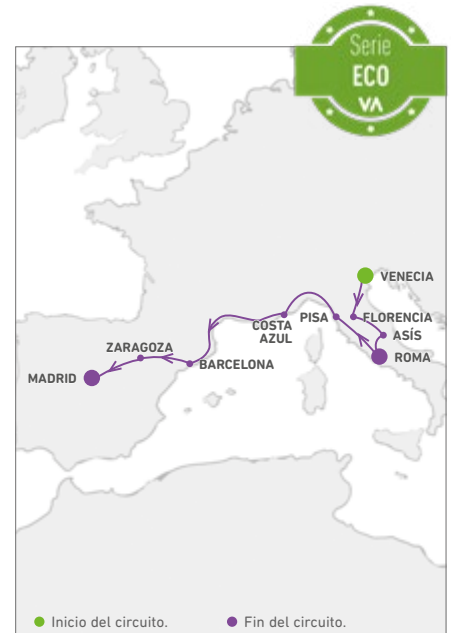 Serie
ECO
VA
VENECIA
PISA
FLORENCIA
COSTA
AZUL
ASÍS
ZARAGOZA
ROMA
BARCELONA
MADRID
Inicio del circuito.
Fin del circuito.